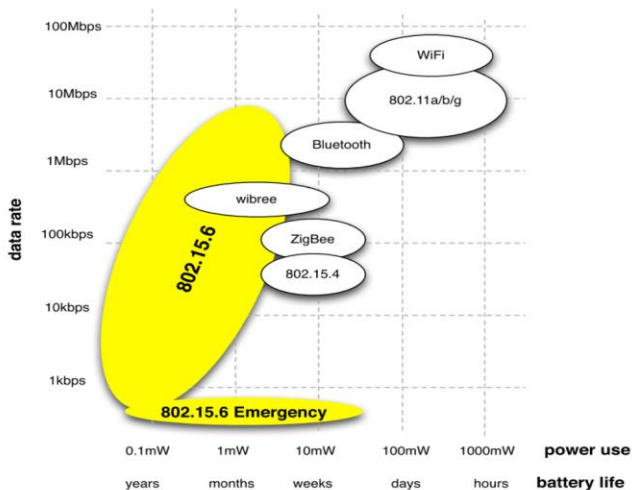 100Mbps
WiFi
10Mbps
802.11a/b/g
Bluetooth
1Mbps
wibree
data rate
802.15.6
100kbps
ZigBee
802.15.4
10kbps
1kbps
802.15.6 Emergency
0.1mW 1mW 10mW 100mW 1000mW power use
years months weeks days hours battery life